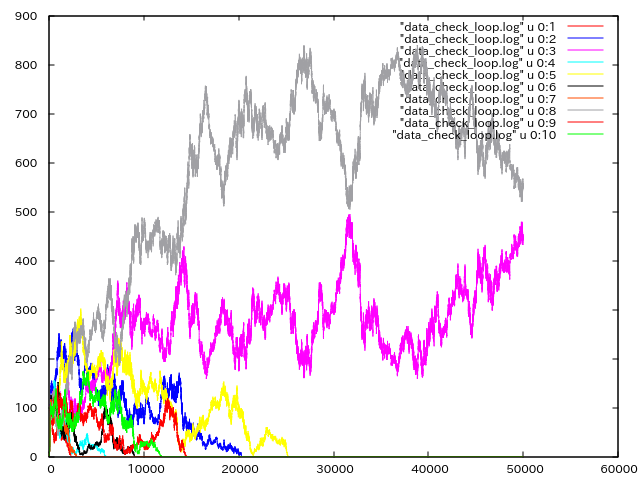 900
800
700
600
500
400
300
200
100
0
0
10000
20000
30000
40000
50000
60000
"data_check_loop.log" u 0:1
"data_check_loop.log" u 0:2
"data_check_loop.log" u 0:3
"data_check_loop.log" u 0:4
"data_check_loop.log" u 0:5
"data_check_loop.log" u 0:6
"data_check_loop.log" u 0:7
"data_check_loop.log" u 0:8
"data_check_loop.log" u 0:9
"data_check_loop.log" u 0:10